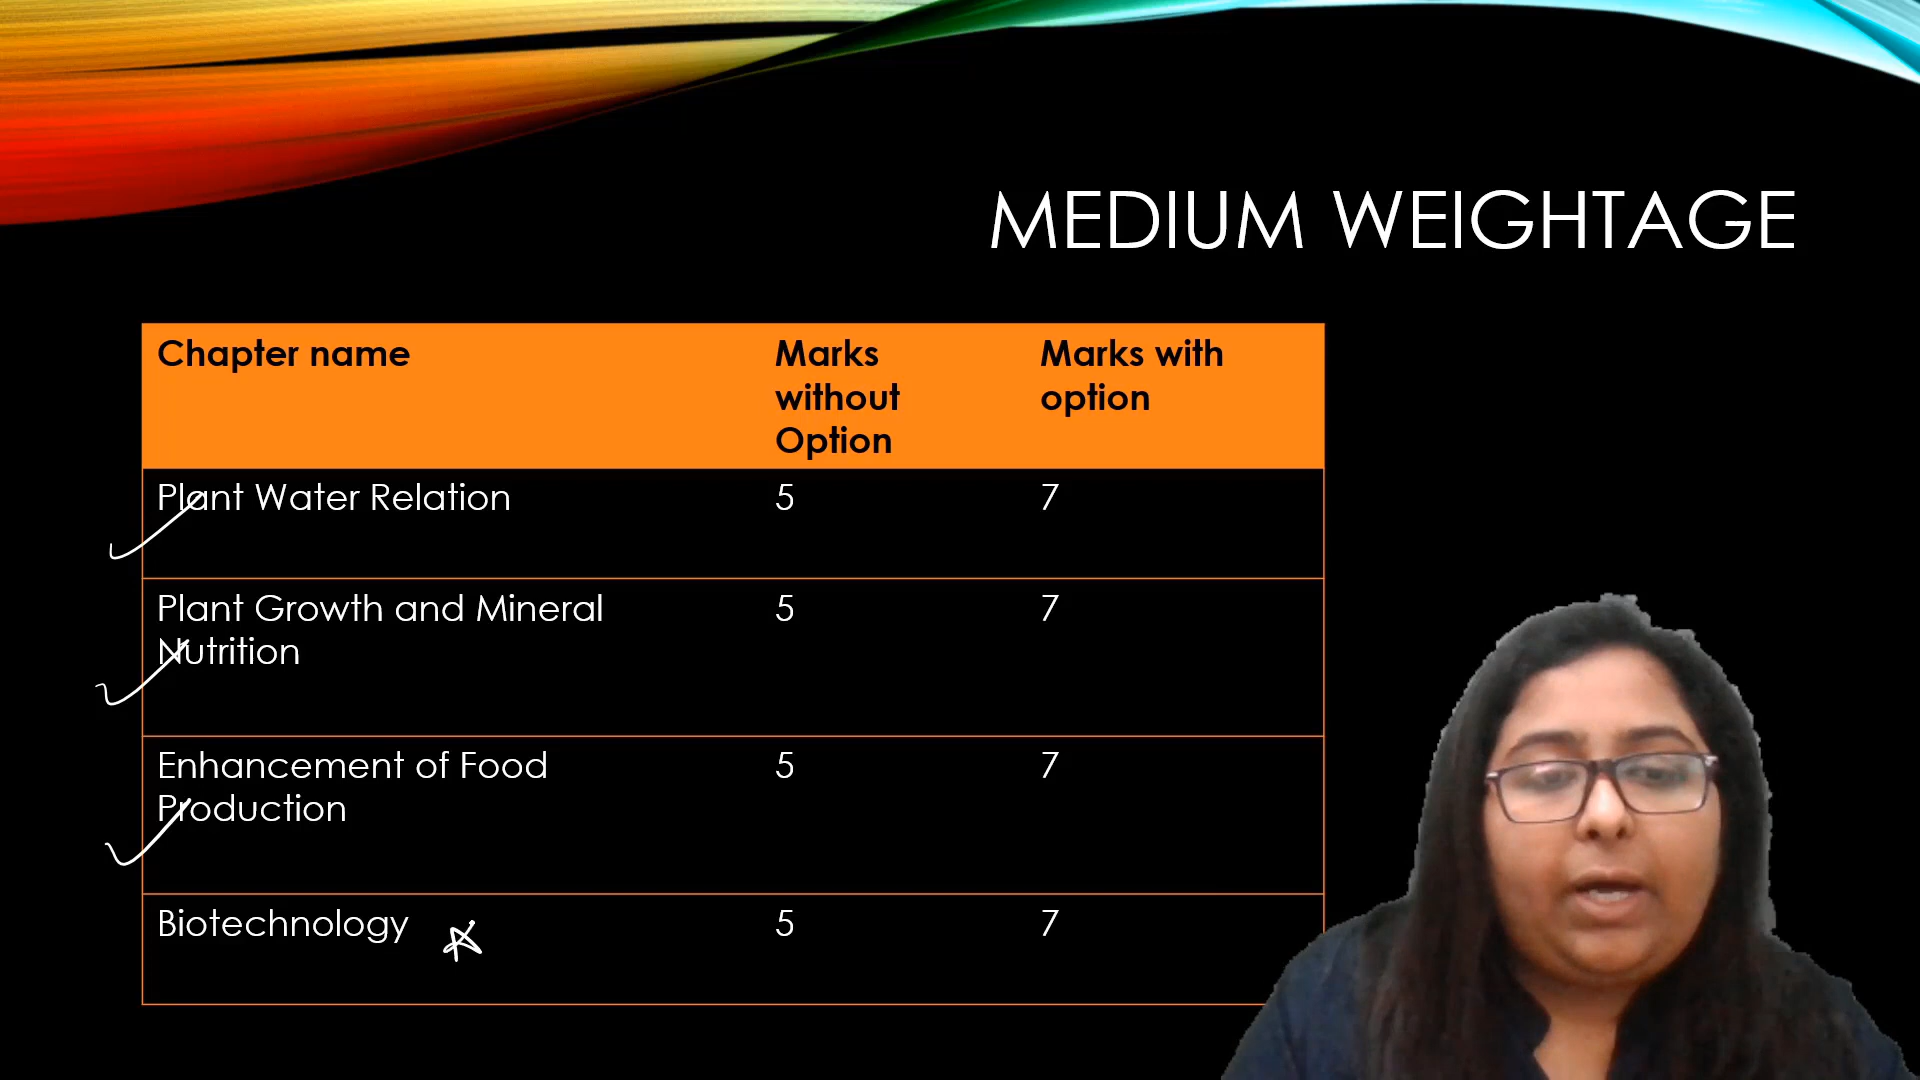 MEDIUM WEIGHTAGE
Chapter name Marks without Option Marks with option
Plant Water Relation 5 7
Plant Growth and Mineral Nutrition 5 7
Enhancement of Food Production 5 7
Biotechnology 5 7